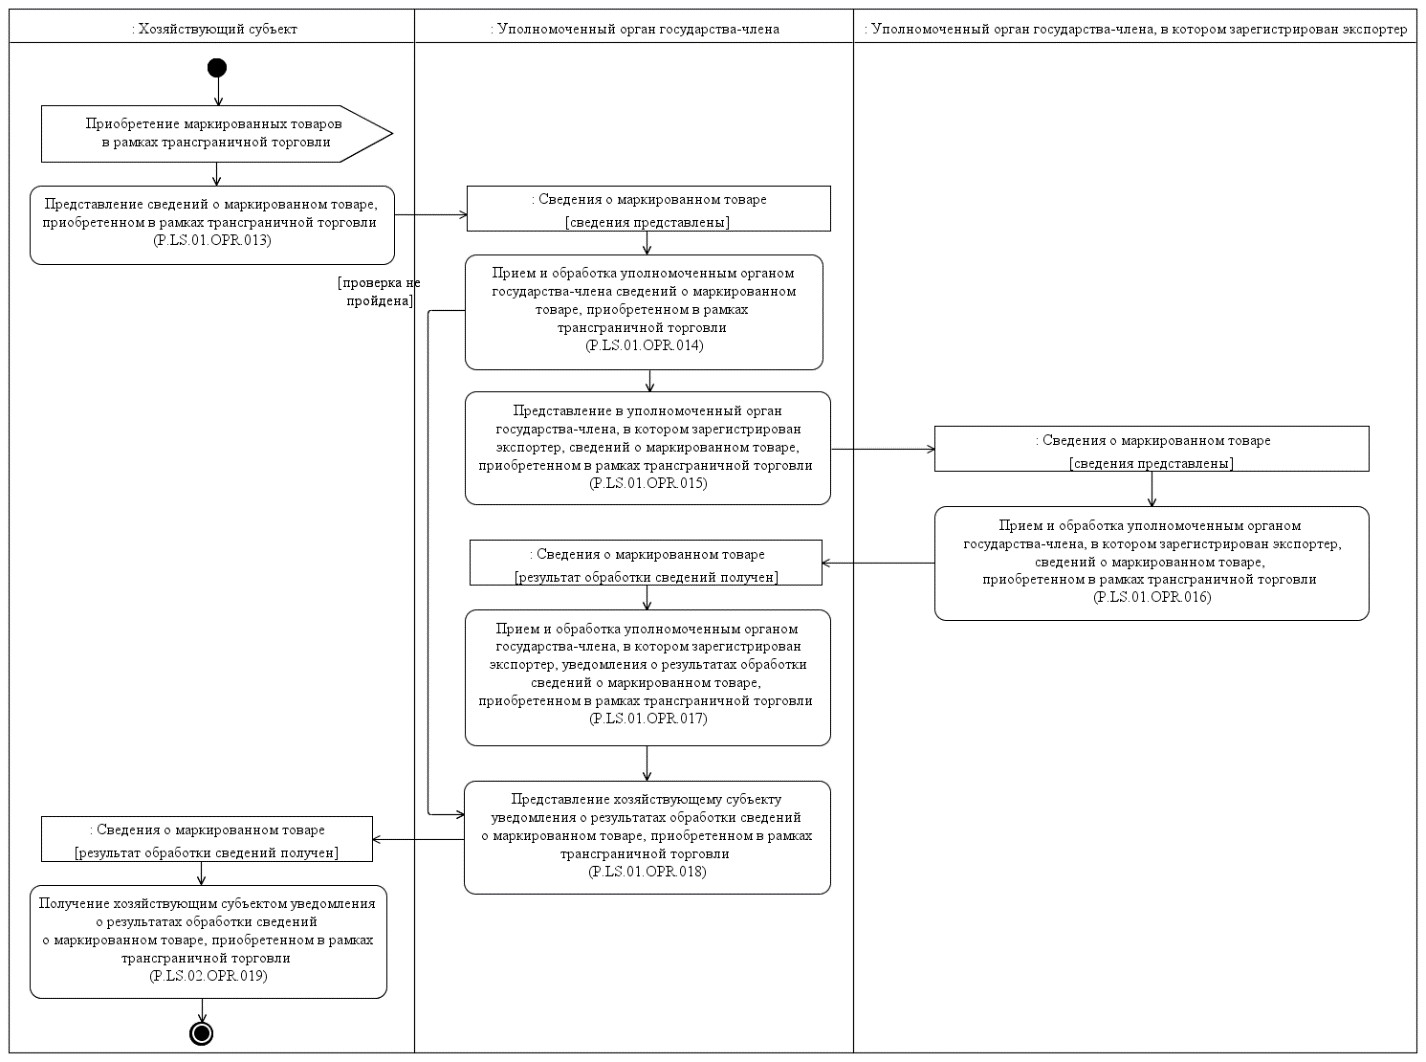 : Хозяйствующий субъект
: Уполномоченный орган государства-члена
: Уполномоченный орган государства-члена, в котором зарегистрирован экспортер
Приобретение маркированных товаров
в рамках трансграничной торговли
Представление сведений о маркированном товаре,
приобретенном в рамках трансграничной торговли
(P.LS.01.OPR.013)
: Сведения о маркированном товаре
[сведения представлены]
[проверка не
пройдена]
Прием и обработка уполномоченным органом
государства-члена сведений о маркированном
товаре, приобретенном в рамках
трансграничной торговли
(P.LS.01.OPR.014)
Представление в уполномоченный орган
государства-члена, в котором зарегистрирован
экспортер, сведений о маркированном товаре,
приобретенном в рамках трансграничной торговли
(P.LS.01.OPR.015)
: Сведения о маркированном товаре
[сведения представлены]
Прием и обработка уполномоченным органом
государства-члена, в котором зарегистрирован экспортер,
сведений о маркированном товаре,
приобретенном в рамках трансграничной торговли
(P.LS.01.OPR.016)
: Сведения о маркированном товаре
[результат обработки сведений получен]
Прием и обработка уполномоченным органом
государства-члена, в котором зарегистрирован
экспортер, уведомления о результатах обработки
сведений о маркированном товаре,
приобретенном в рамках трансграничной торговли
(P.LS.01.OPR.017)
Представление хозяйствующему субъекту
уведомления о результатах обработки сведений
о маркированном товаре, приобретенном в рамках
трансграничной торговли
(P.LS.01.OPR.018)
: Сведения о маркированном товаре
[результат обработки сведений получен]
Получение хозяйствующим субъектом уведомления
о результатах обработки сведений
о маркированном товаре, приобретенном в рамках
трансграничной торговли
(P.LS.02.OPR.019)